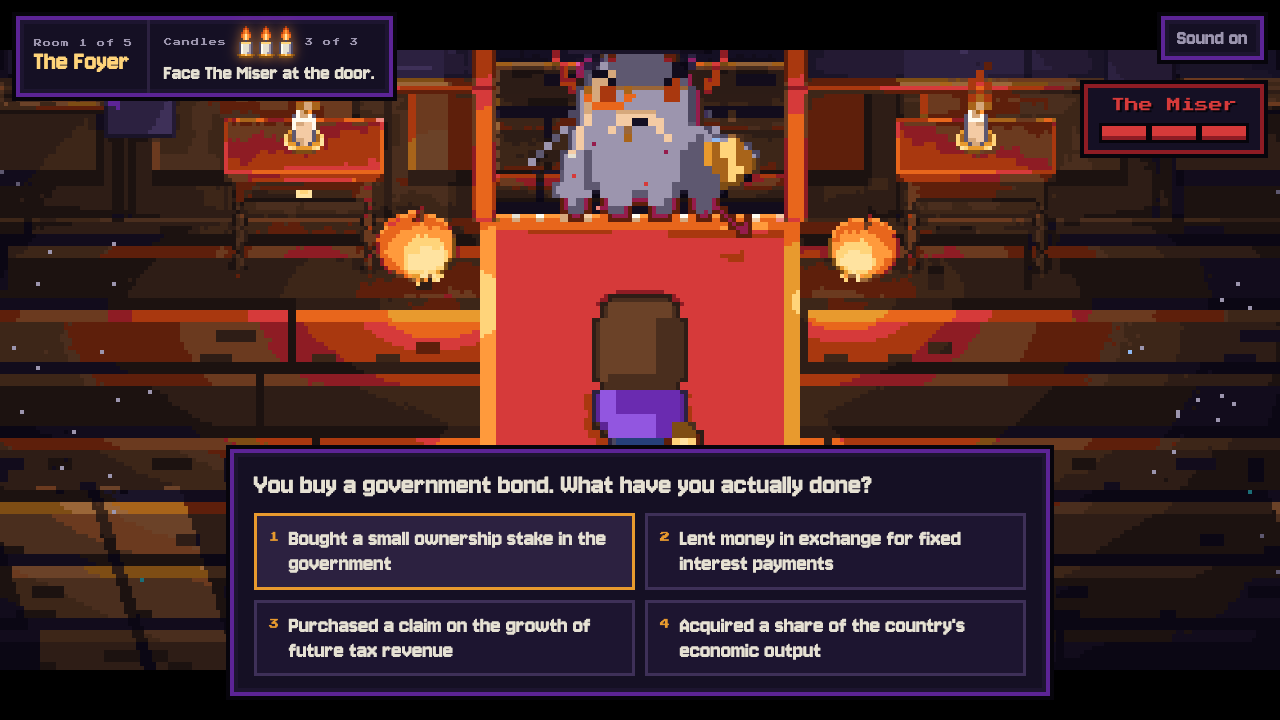 Room 1 of 5
The Foyer
Candles 3 of 3
Face The Miser at the door.
Sound on
The Miser
You buy a government bond. What have you actually done?
1 Bought a small ownership stake in the
government
2 Lent money in exchange for fixed
interest payments
3 Purchased a claim on the growth of
future tax revenue
4 Acquired a share of the country's
economic output